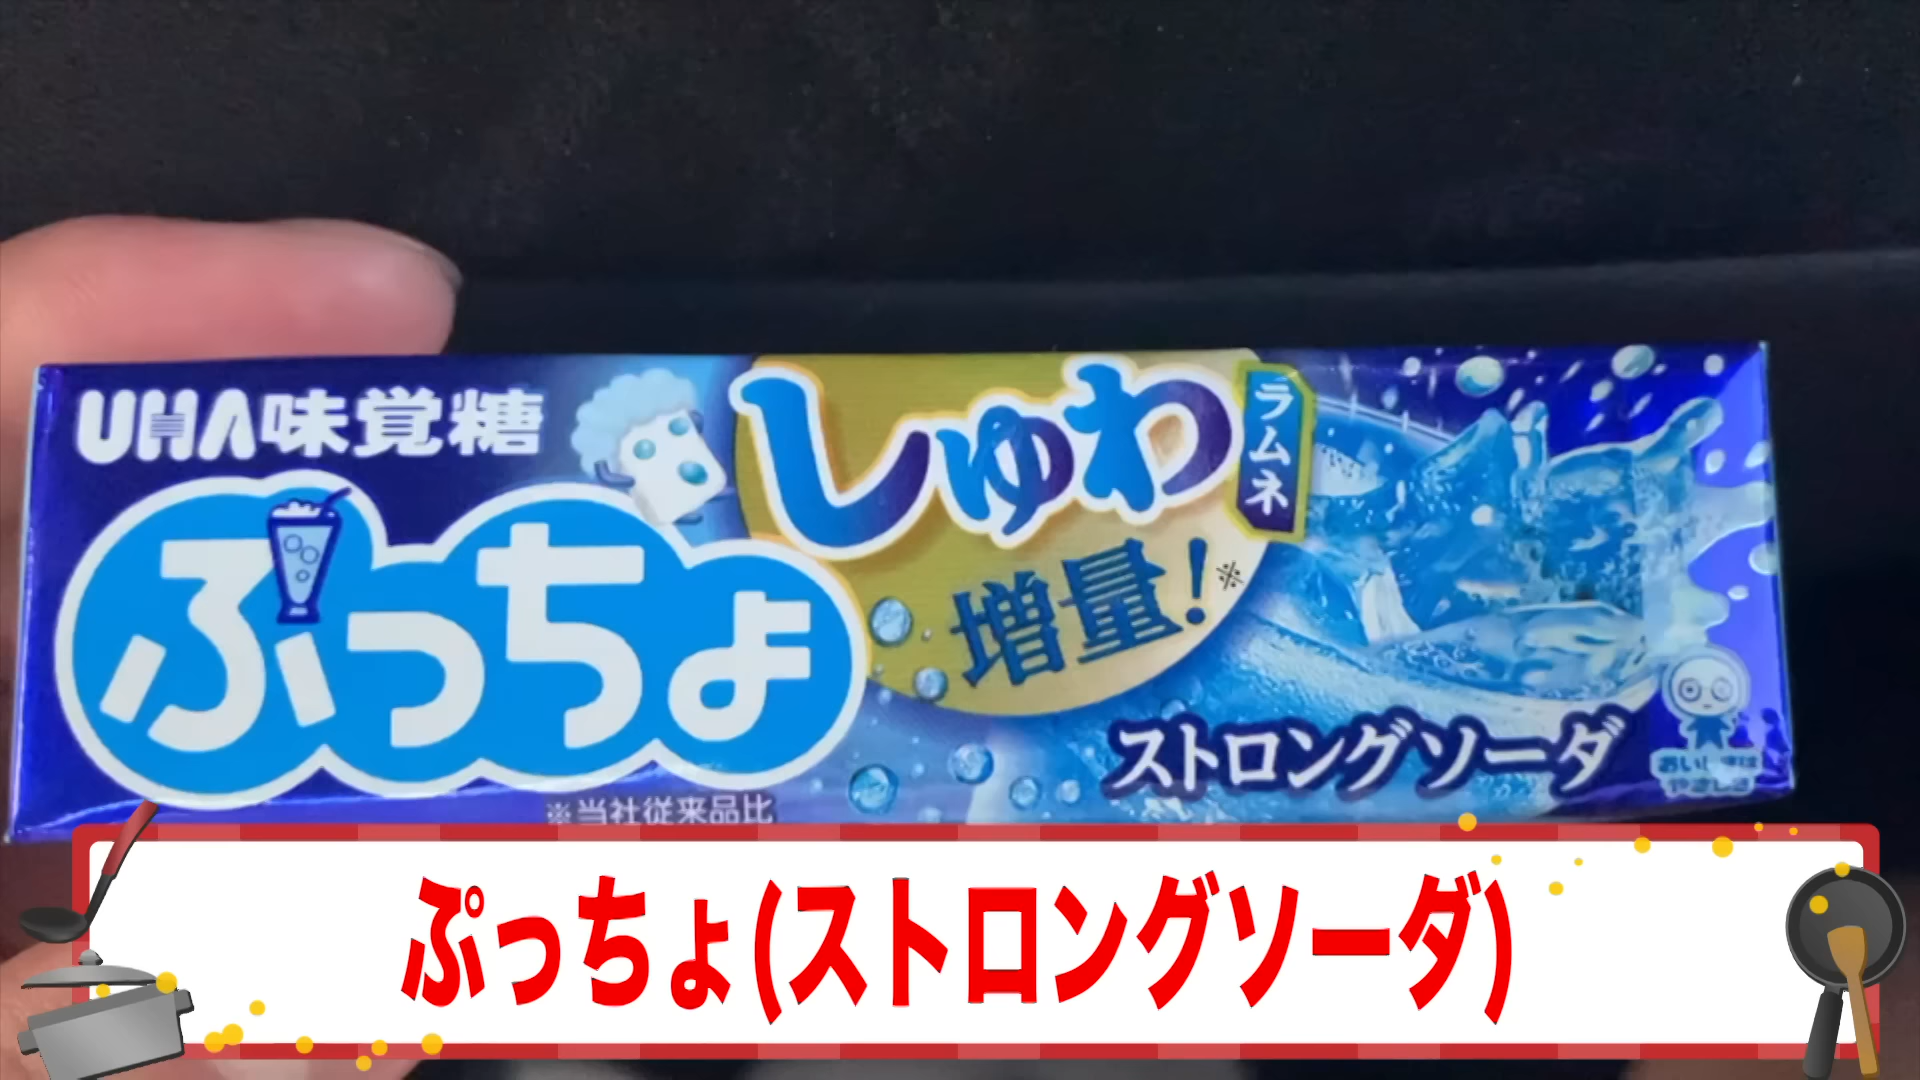 UHA味覚糖
ぷっちょ
しゅわ
ラムネ
増量!※
ストロングソーダ
※当社従来品比
ぷっちょ(ストロングソーダ)